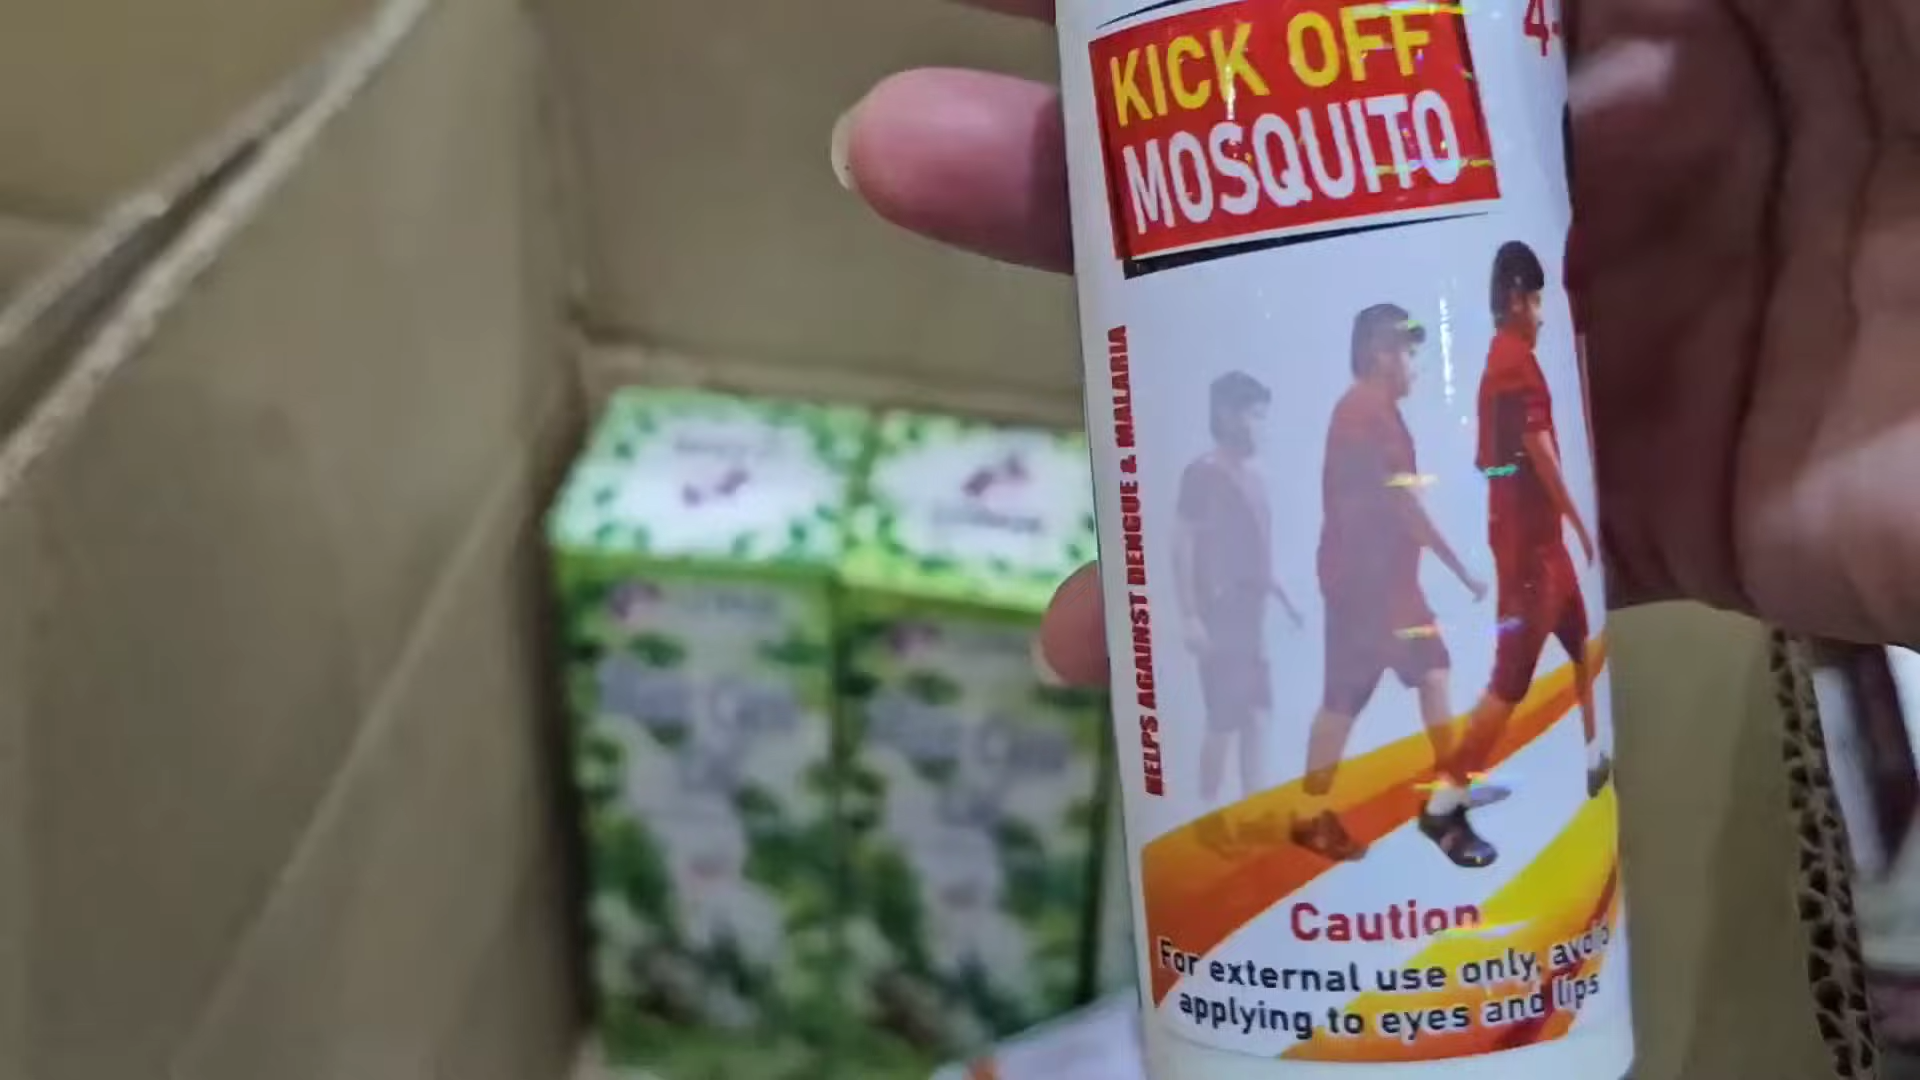 KICK OFF
MOSQUITO
HELPS AGAINST DENGUE & MALARIA
Caution
For external use only, avoid
applying to eyes and lips